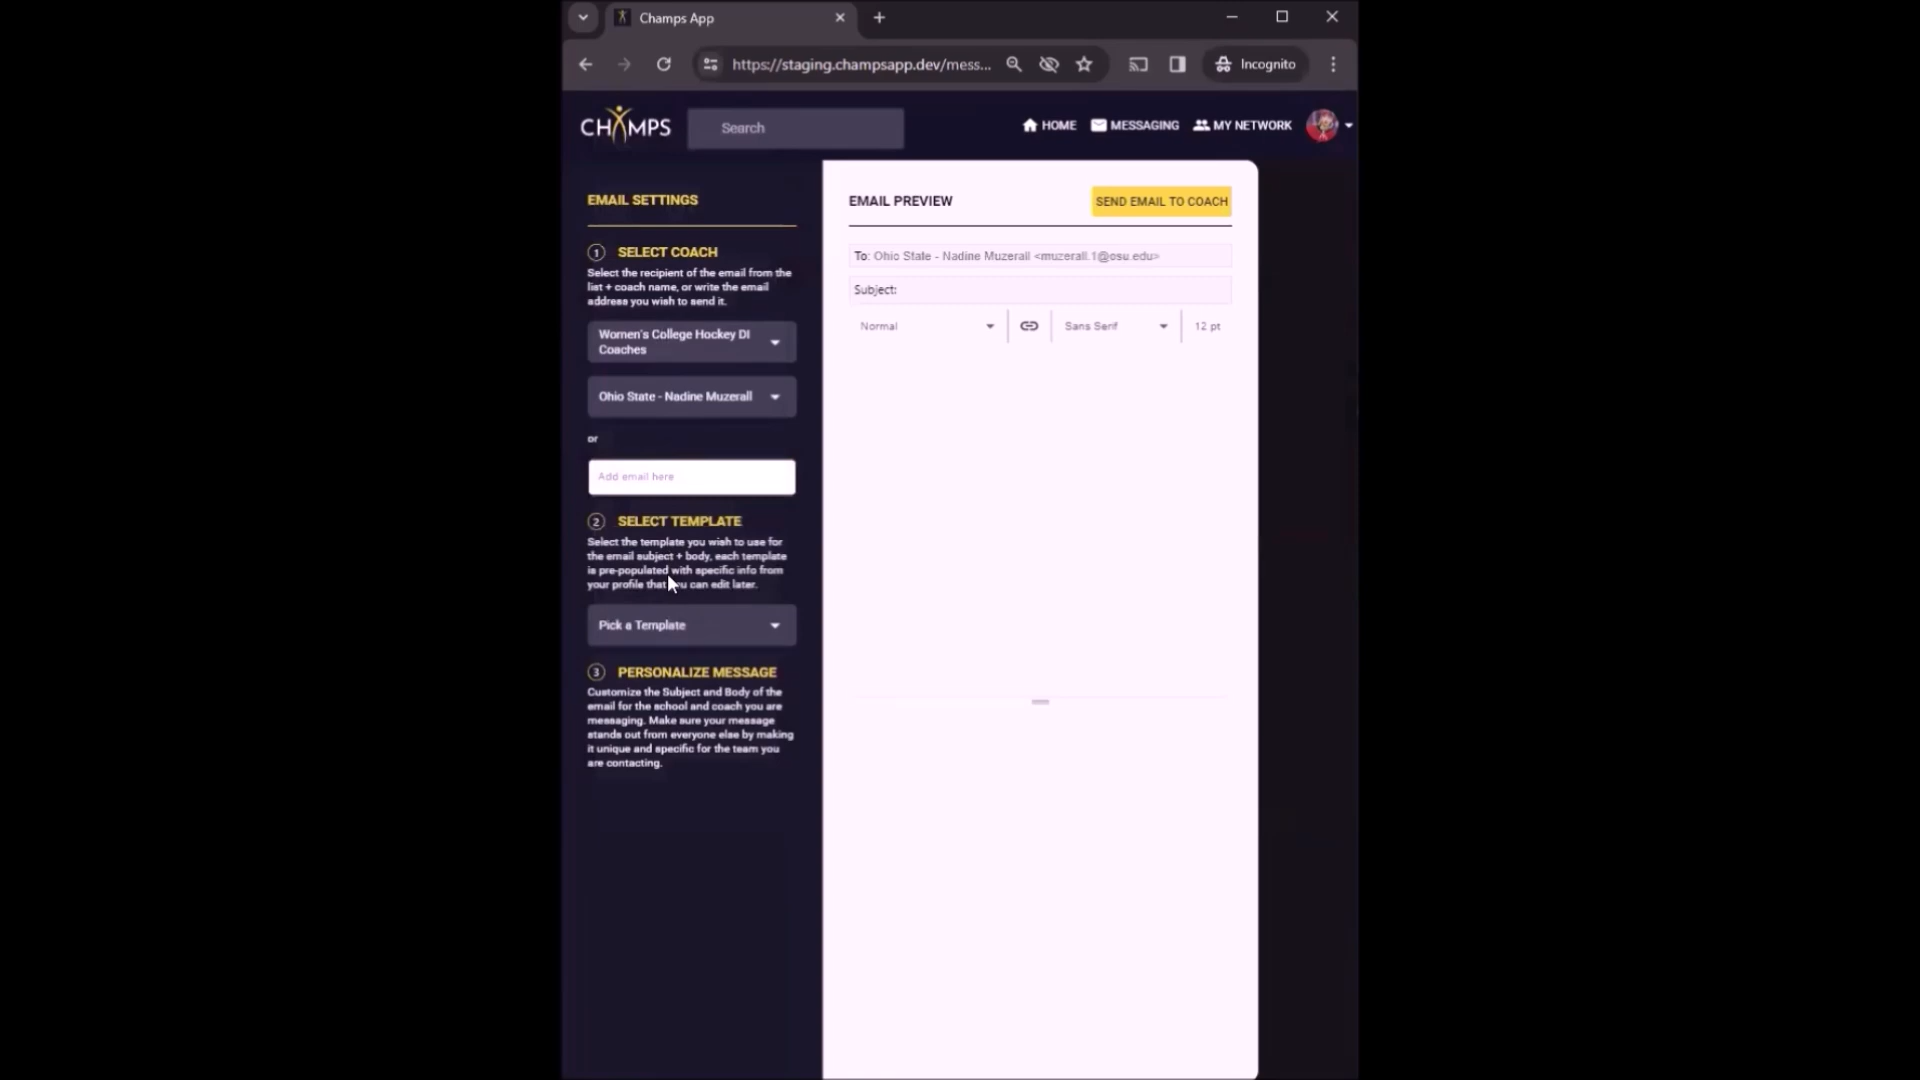 Champs App
https://staging.champsapp.dev/mess...
Incognito
CHAMPS
Search
HOME
MESSAGING
MY NETWORK
EMAIL SETTINGS
1 SELECT COACH
Select the recipient of the email from the
list + coach name, or write the email
address you wish to send it.
Women's College Hockey DI
Coaches
Ohio State - Nadine Muzerall
or
Add email here
2 SELECT TEMPLATE
Select the template you wish to use for
the email subject + body, each template
is pre-populated with specific info from
your profile that you can edit later.
Pick a Template
3 PERSONALIZE MESSAGE
Customize the Subject and Body of the
email for the school and coach you are
messaging. Make sure your message
stands out from everyone else by making
it unique and specific for the team you
are contacting.
EMAIL PREVIEW
SEND EMAIL TO COACH
To: Ohio State - Nadine Muzerall <muzerall.1@osu.edu>
Subject:
Normal
Sans Serif
12 pt